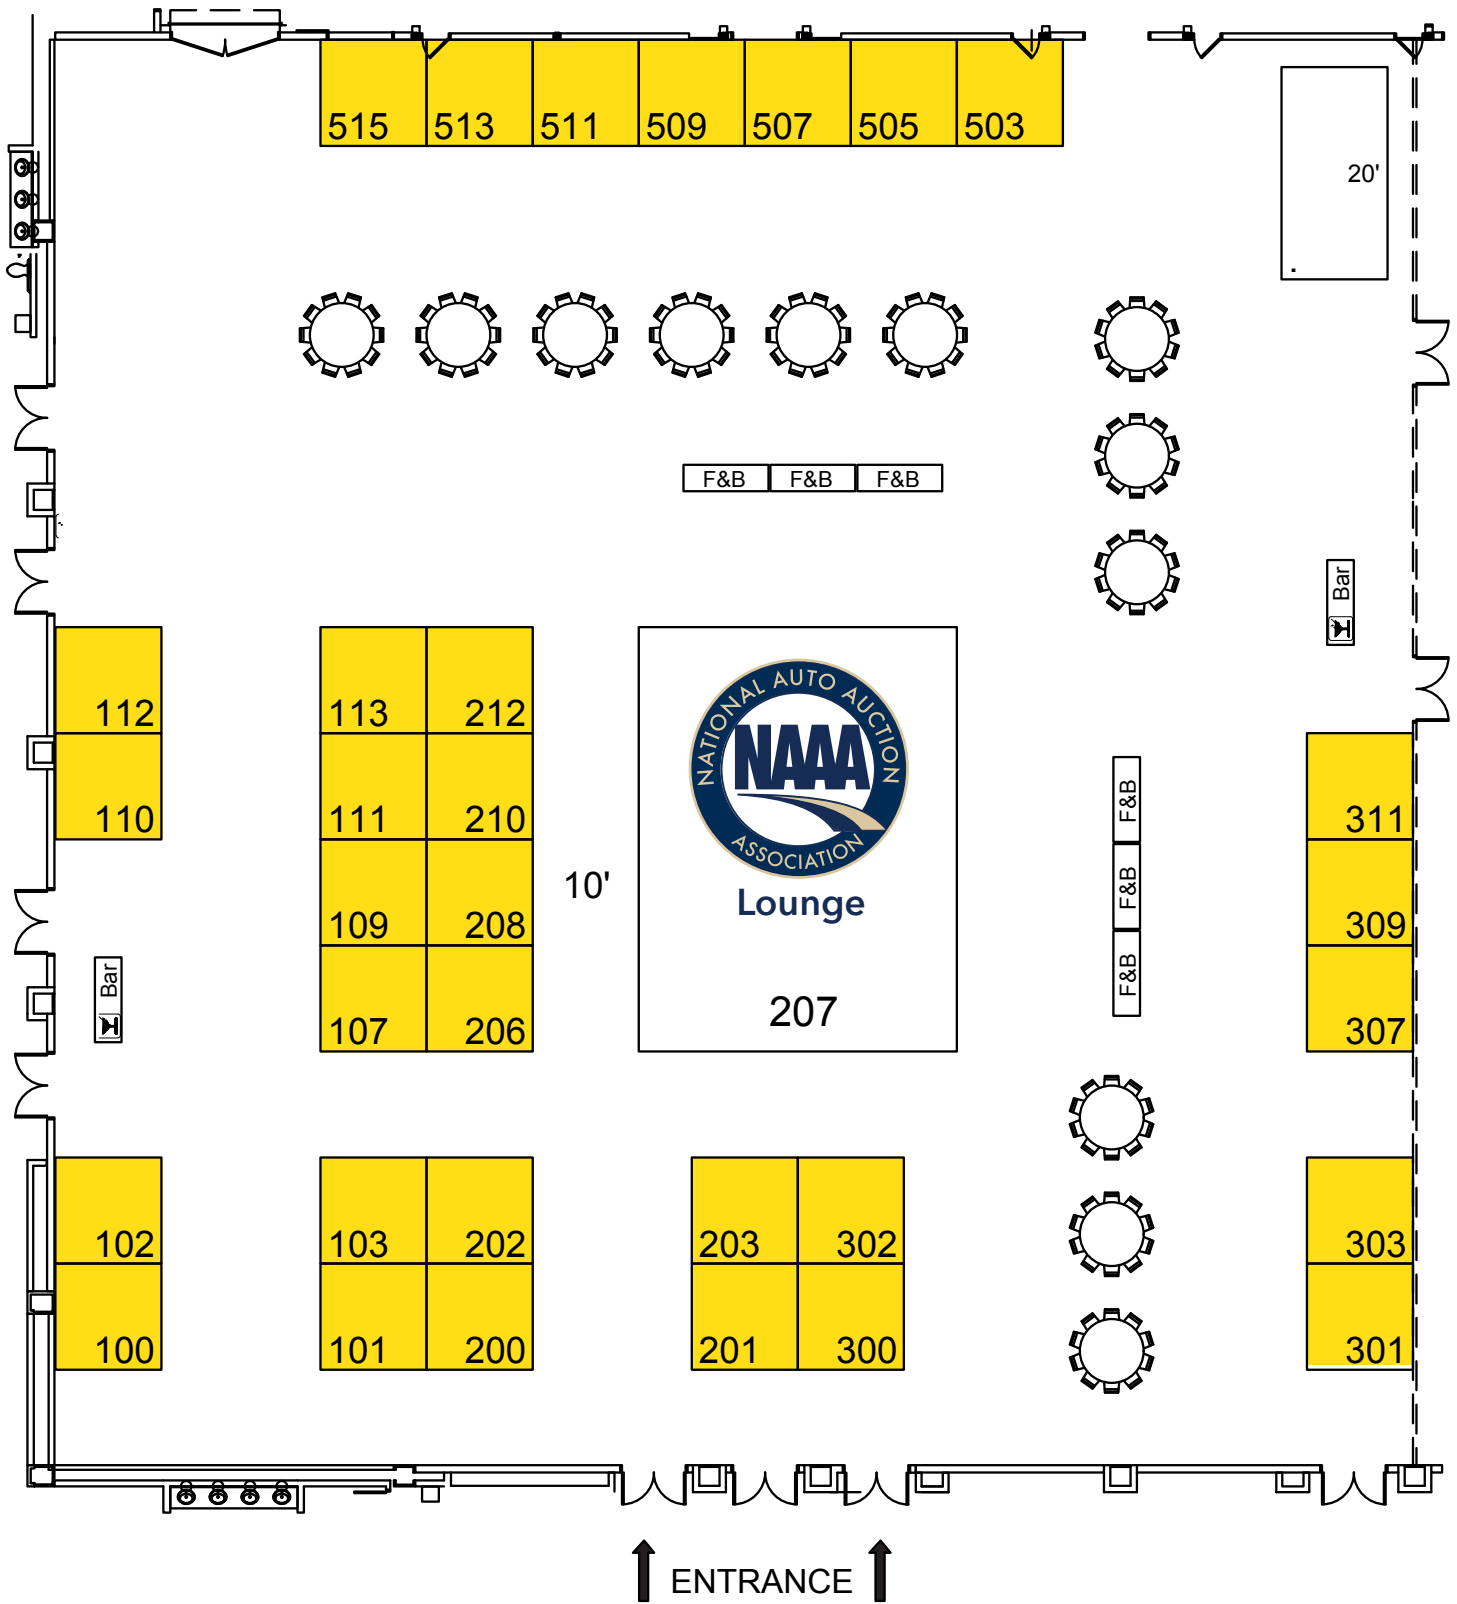 515 513 511 509 507 505 503
20'
F&B F&B F&B
Bar
112 113 212
NATIONAL AUTO AUCTION
NAAA
ASSOCIATION
Lounge
110 111 210
F&B
311
10'
F&B
109 208
309
Bar
F&B
107 206
207
307
102 103 202 203 302 303
100 101 200 201 300 301
ENTRANCE